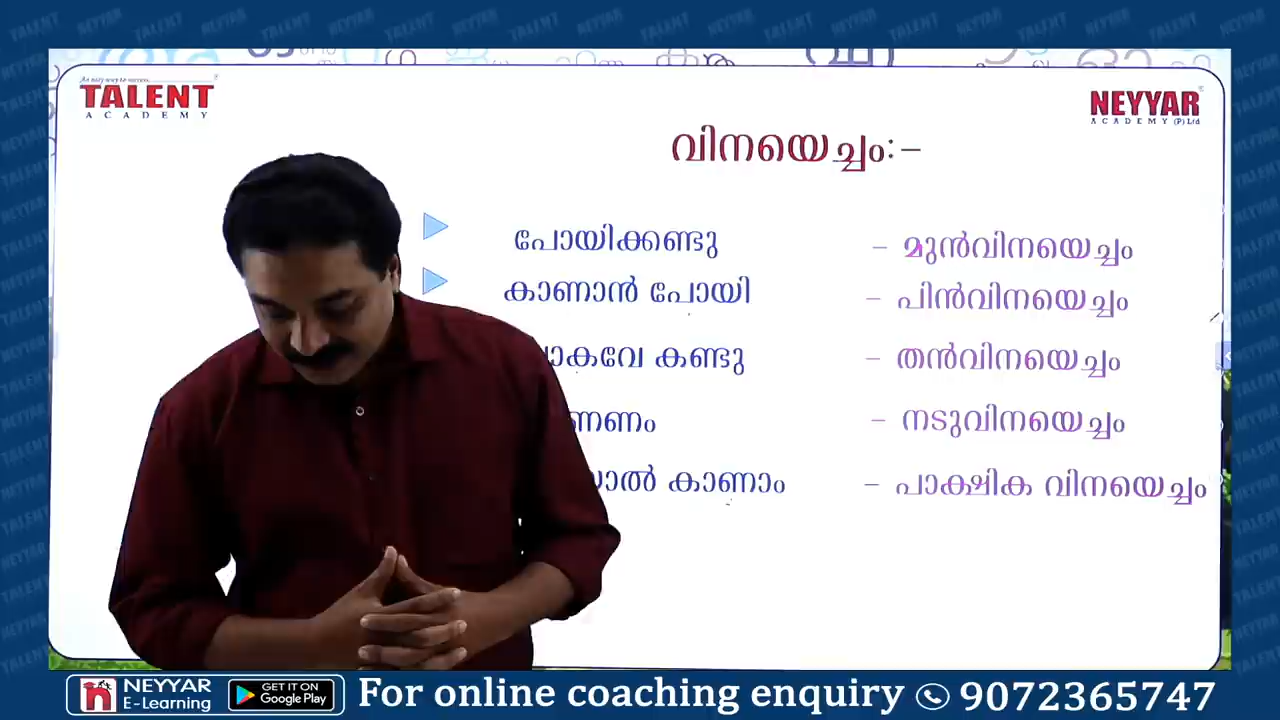 TALENT
ACADEMY
NEYYAR
ACADEMY (P) Ltd
വിനയെച്ചം:–
പോയിക്കണ്ടു – മുൻവിനയെച്ചം
കാണാൻ പോയി – പിൻവിനയെച്ചം
കണ്ടു – തൻവിനയെച്ചം
– നടുവിനയെച്ചം
കാണാം – പാക്ഷിക വിനയെച്ചം
NEYYAR
E-Learning
GET IT ON
Google Play
For online coaching enquiry 9072365747